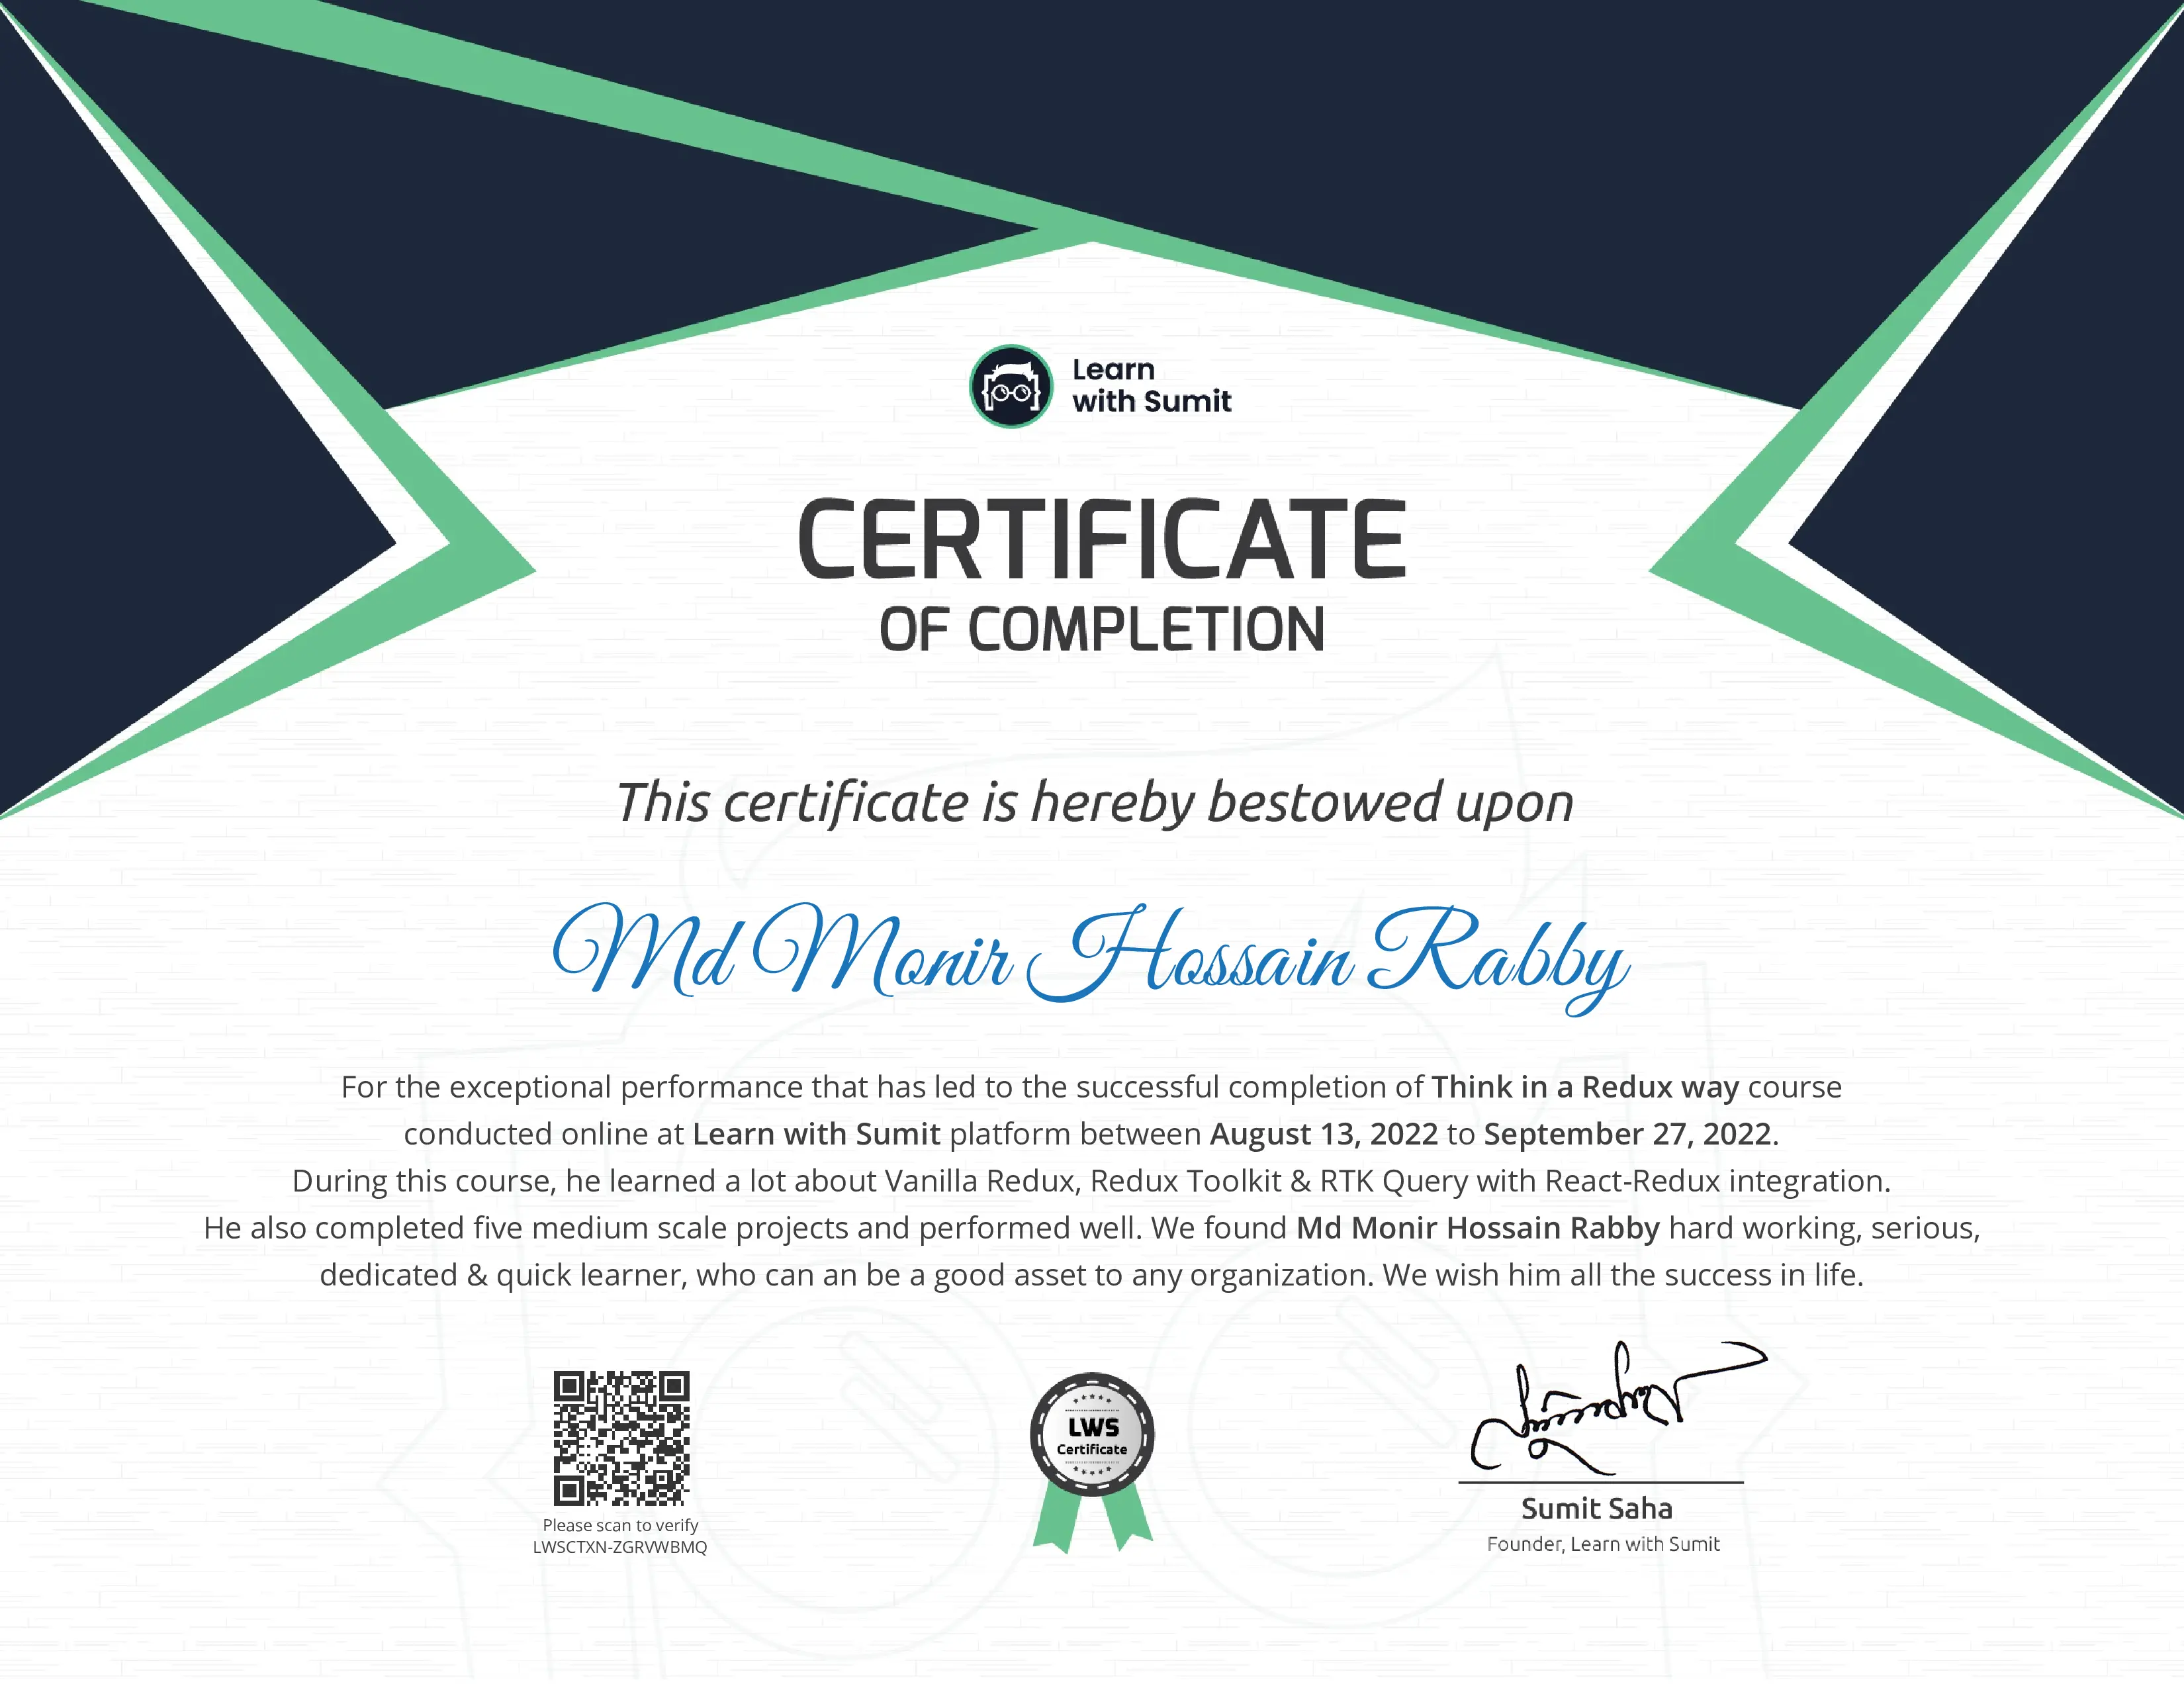 Learn
with Sumit
CERTIFICATE
OF COMPLETION
This certificate is hereby bestowed upon
Md Monir Hossain Rabby
For the exceptional performance that has led to the successful completion of Think in a Redux way course
conducted online at Learn with Sumit platform between August 13, 2022 to September 27, 2022.
During this course, he learned a lot about Vanilla Redux, Redux Toolkit & RTK Query with React-Redux integration.
He also completed five medium scale projects and performed well. We found Md Monir Hossain Rabby hard working, serious,
dedicated & quick learner, who can an be a good asset to any organization. We wish him all the success in life.
Please scan to verify
LWSCTXN-ZGRVWBMQ
LWS
Certificate
Sumit Saha
Founder, Learn with Sumit